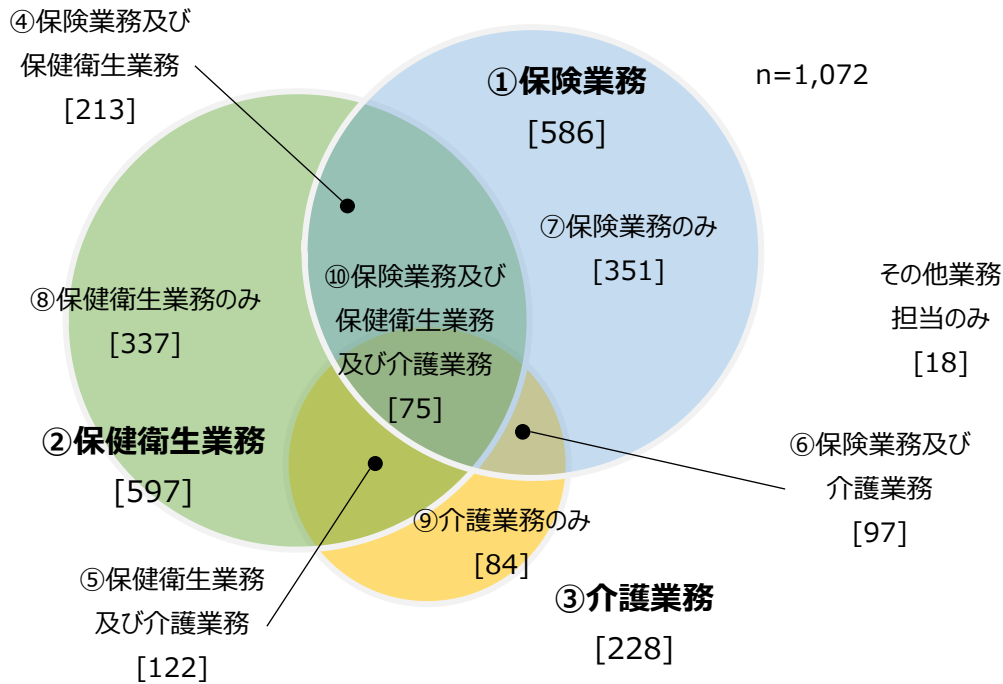 ④保険業務及び
保健衛生業務
[213]
①保険業務
[586]
n=1,072
⑦保険業務のみ
[351]
その他業務
担当のみ
[18]
⑧保健衛生業務のみ
[337]
⑩保険業務及び
保健衛生業務
及び介護業務
[75]
②保健衛生業務
[597]
⑥保険業務及び
介護業務
[97]
⑨介護業務のみ
[84]
⑤保健衛生業務
及び介護業務
[122]
③介護業務
[228]